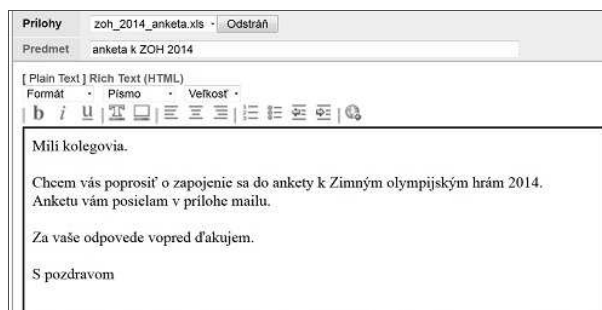 Prílohy zoh_2014_anketa.xls Odstráň
Predmet anketa k ZOH 2014
[ Plain Text ] Rich Text (HTML)
Formát Písmo Veľkosť
b i u T
Milí kolegovia.
Chcem vás poprosiť o zapojenie sa do ankety k Zimným olympijským hrám 2014.
Anketu vám posielam v prílohe mailu.
Za vaše odpovede vopred ďakujem.
S pozdravom